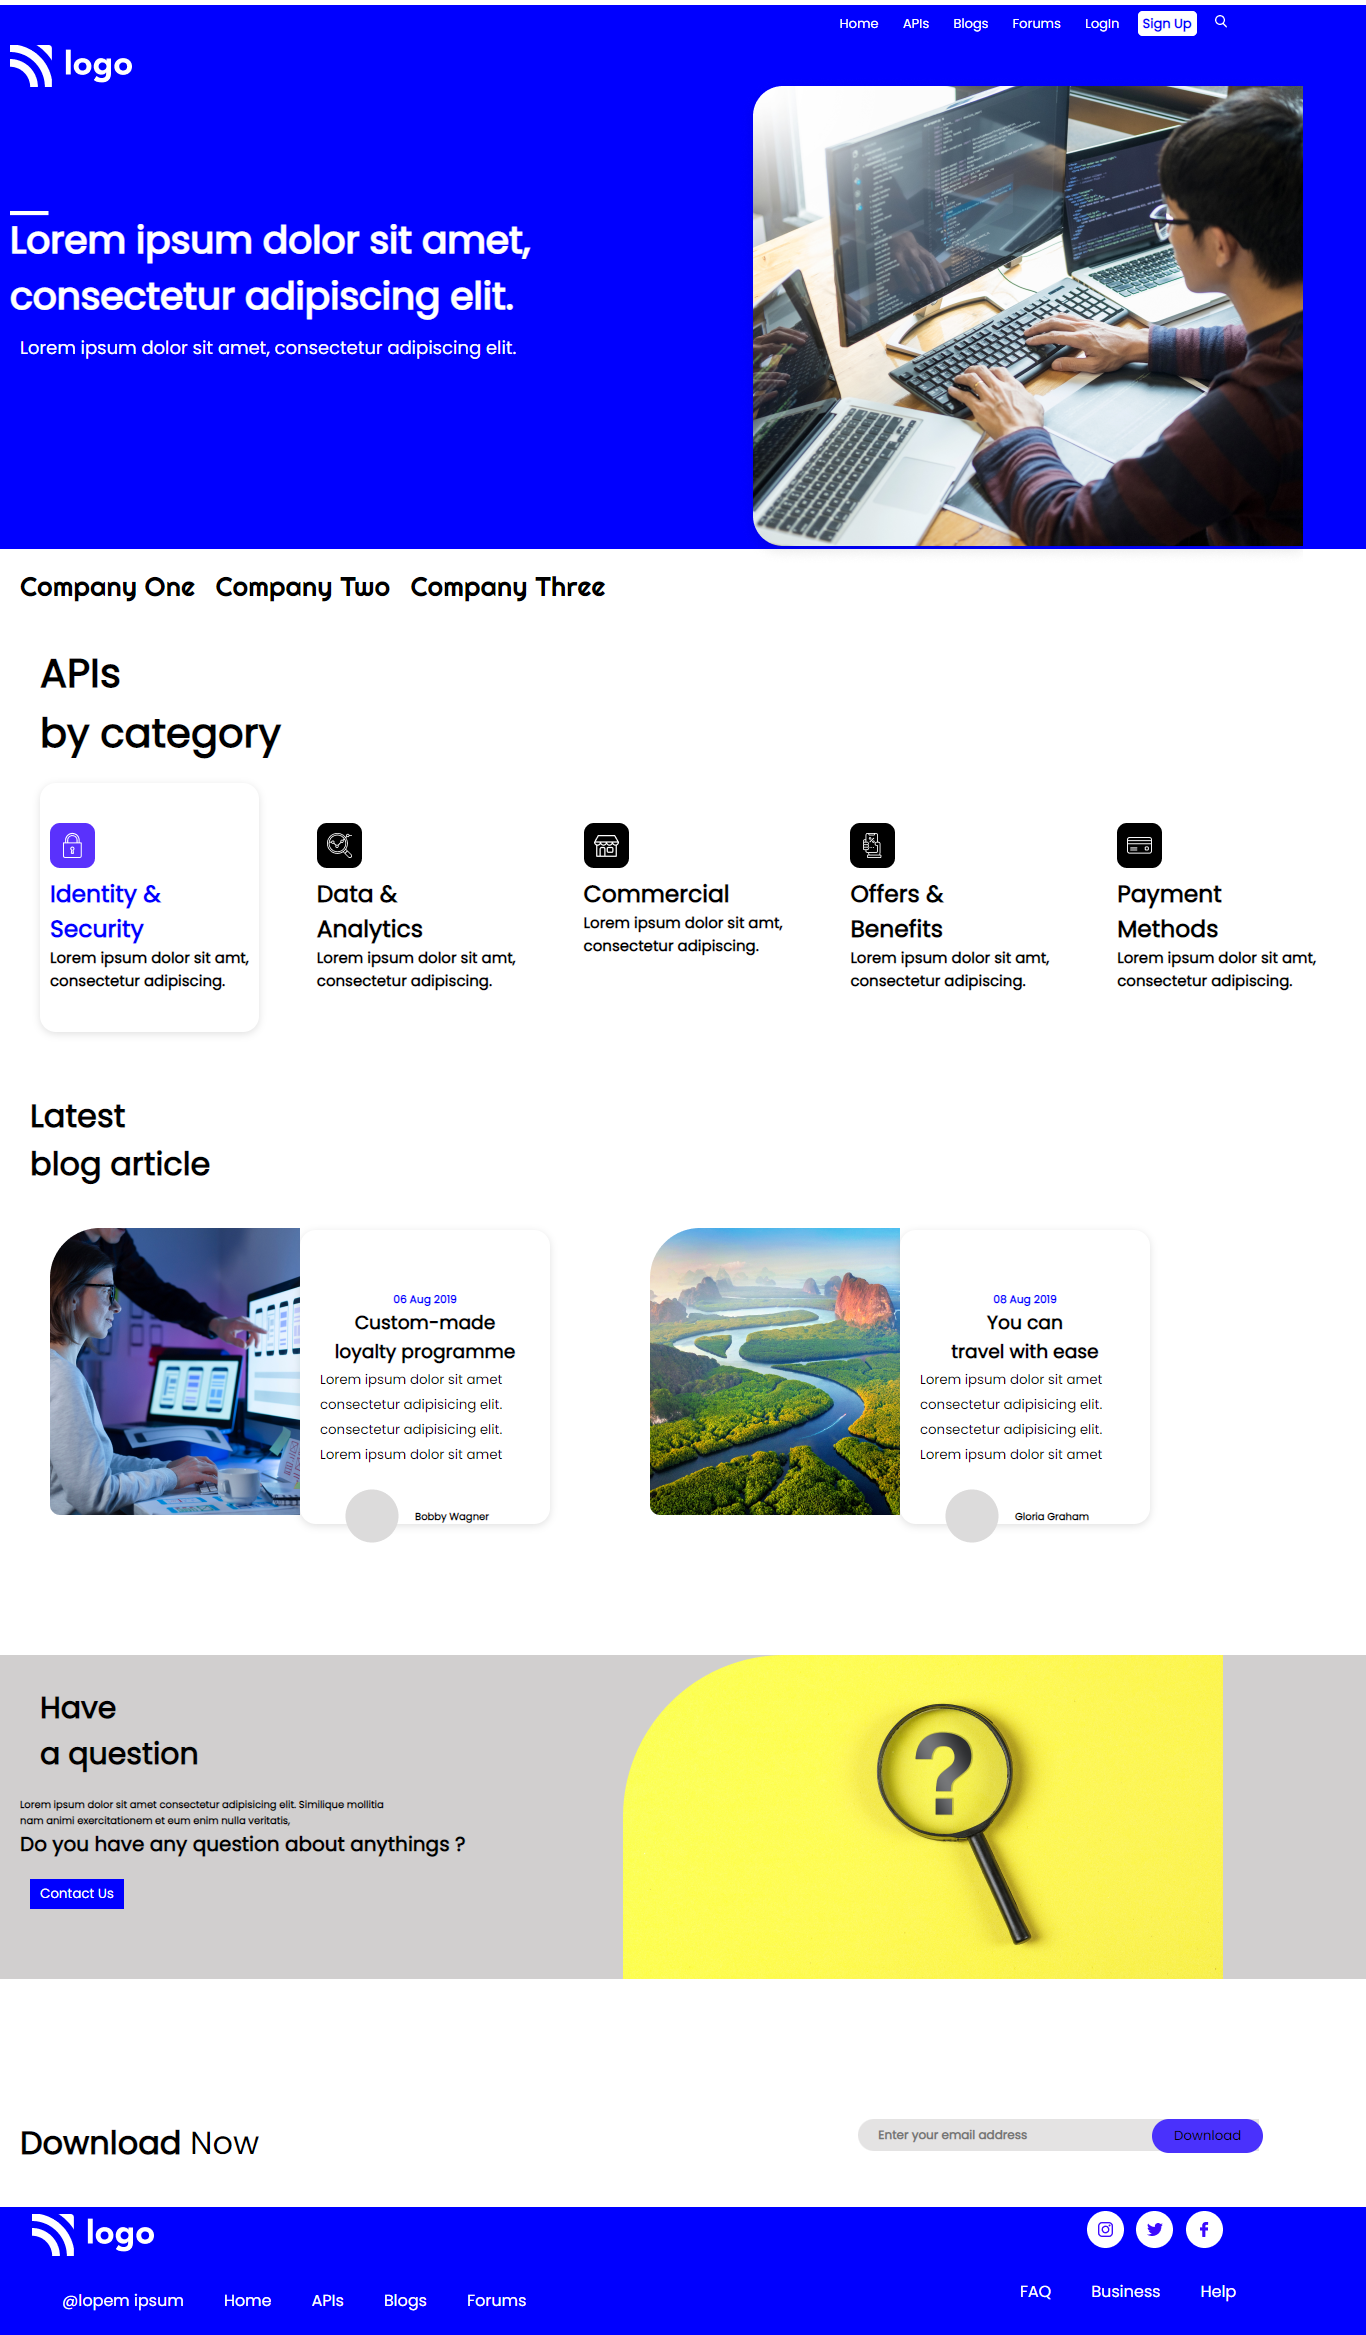 Home APIs Blogs Forums LogIn Sign Up
logo
Lorem ipsum dolor sit amet,
consectetur adipiscing elit.
Lorem ipsum dolor sit amet, consectetur adipiscing elit.
Company One Company Two Company Three
APIs
by category
Identity &
Security
Lorem ipsum dolor sit amt,
consectetur adipiscing.
Data &
Analytics
Lorem ipsum dolor sit amt,
consectetur adipiscing.
Commercial
Lorem ipsum dolor sit amt,
consectetur adipiscing.
Offers &
Benefits
Lorem ipsum dolor sit amt,
consectetur adipiscing.
Payment
Methods
Lorem ipsum dolor sit amt,
consectetur adipiscing.
Latest
blog article
06 Aug 2019
Custom-made
loyalty programme
Lorem ipsum dolor sit amet
consectetur adipisicing elit.
consectetur adipisicing elit.
Lorem ipsum dolor sit amet
Bobby Wagner
08 Aug 2019
You can
travel with ease
Lorem ipsum dolor sit amet
consectetur adipisicing elit.
consectetur adipisicing elit.
Lorem ipsum dolor sit amet
Gloria Graham
Have
a question
Lorem ipsum dolor sit amet consectetur adipisicing elit. Similique mollitia
nam animi exercitationem et eum enim nulla veritatis,
Do you have any question about anythings ?
Contact Us
?
Download Now
Enter your email address
Download
logo
@lopem ipsum Home APIs Blogs Forums
FAQ Business Help